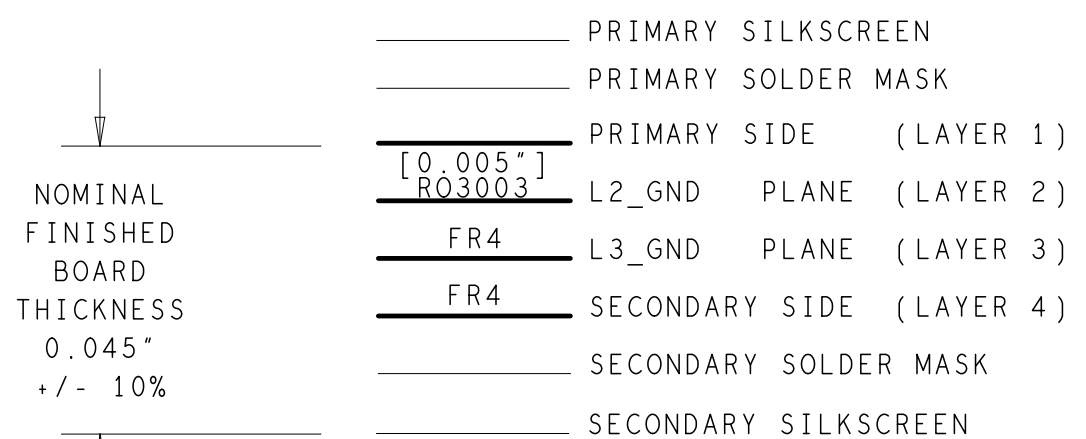 PRIMARY SILKSCREEN
PRIMARY SOLDER MASK
PRIMARY SIDE (LAYER 1)
[0.005"]
RO3003
L2_GND PLANE (LAYER 2)
FR4
L3_GND PLANE (LAYER 3)
FR4
SECONDARY SIDE (LAYER 4)
SECONDARY SOLDER MASK
SECONDARY SILKSCREEN
NOMINAL
FINISHED
BOARD
THICKNESS
0.045"
+/- 10%